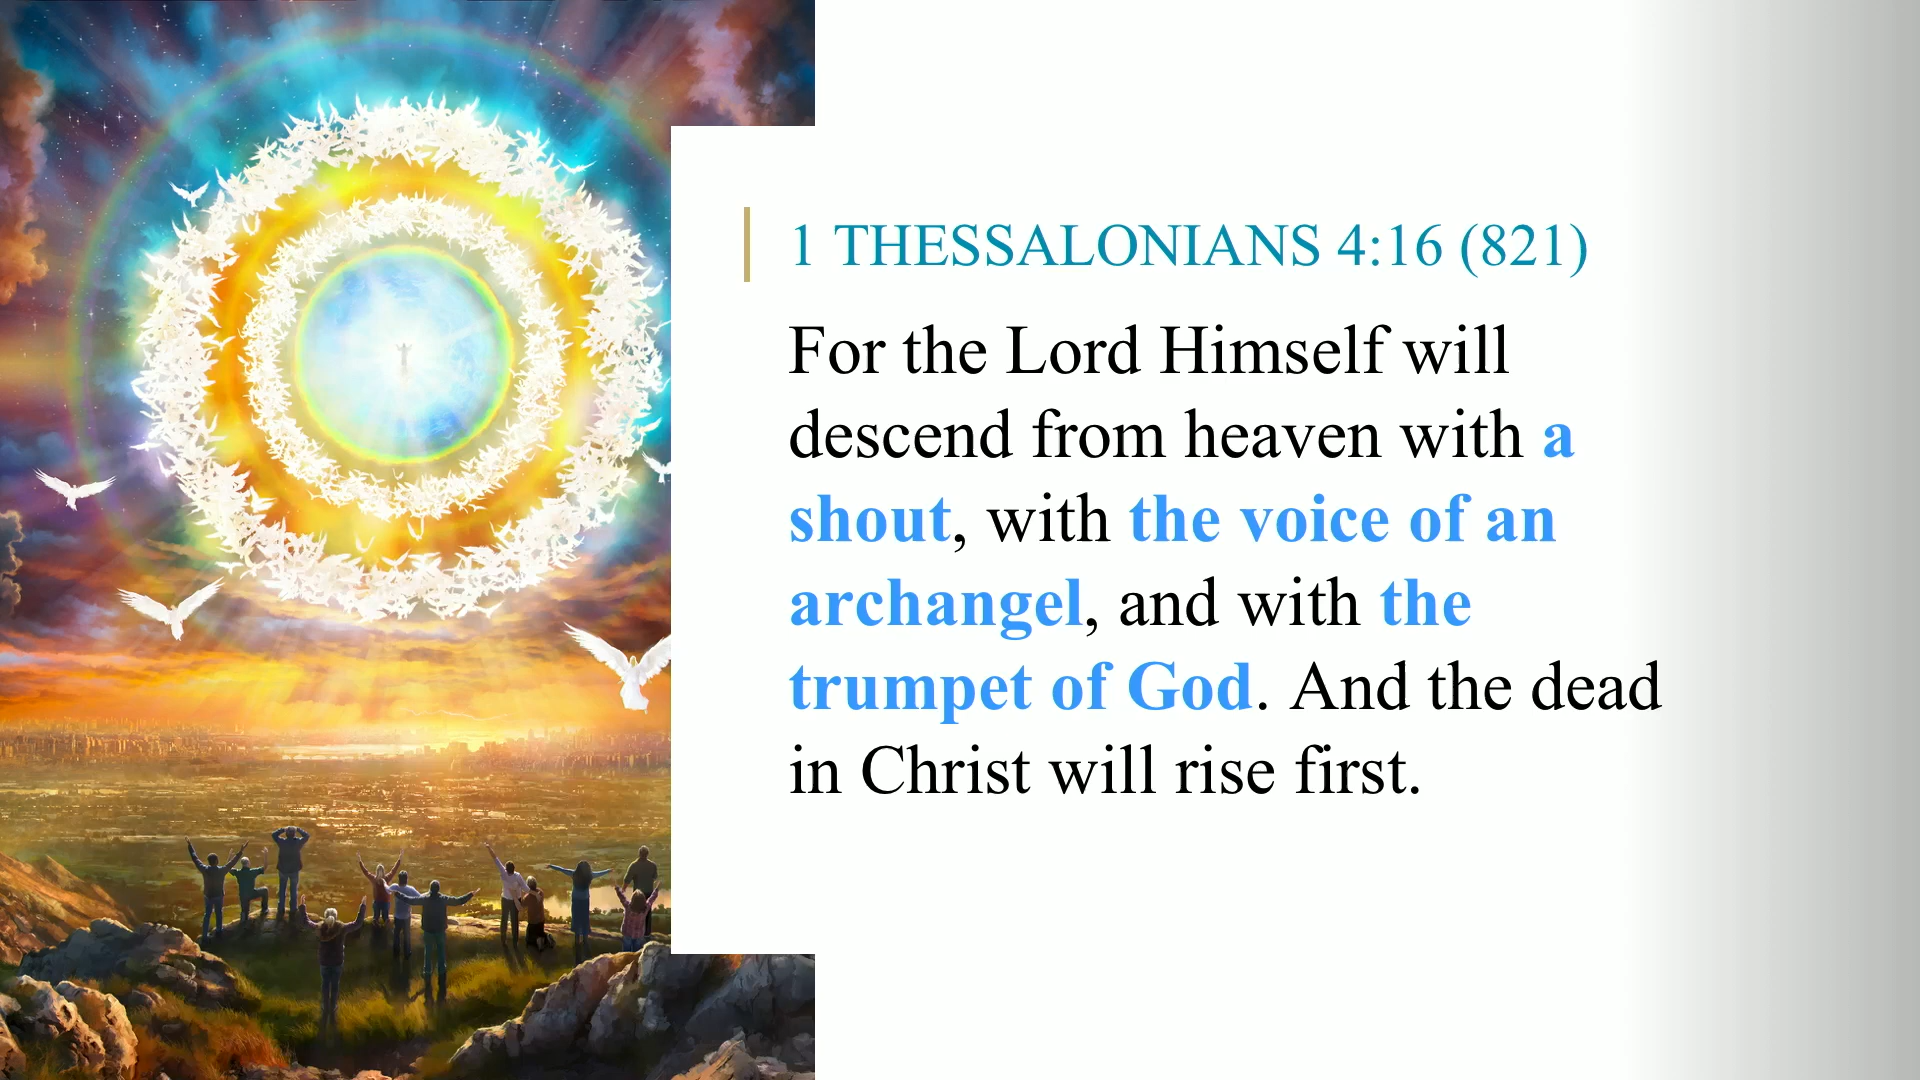 1 THESSALONIANS 4:16 (821)
For the Lord Himself will
descend from heaven with a
shout, with the voice of an
archangel, and with the
trumpet of God. And the dead
in Christ will rise first.